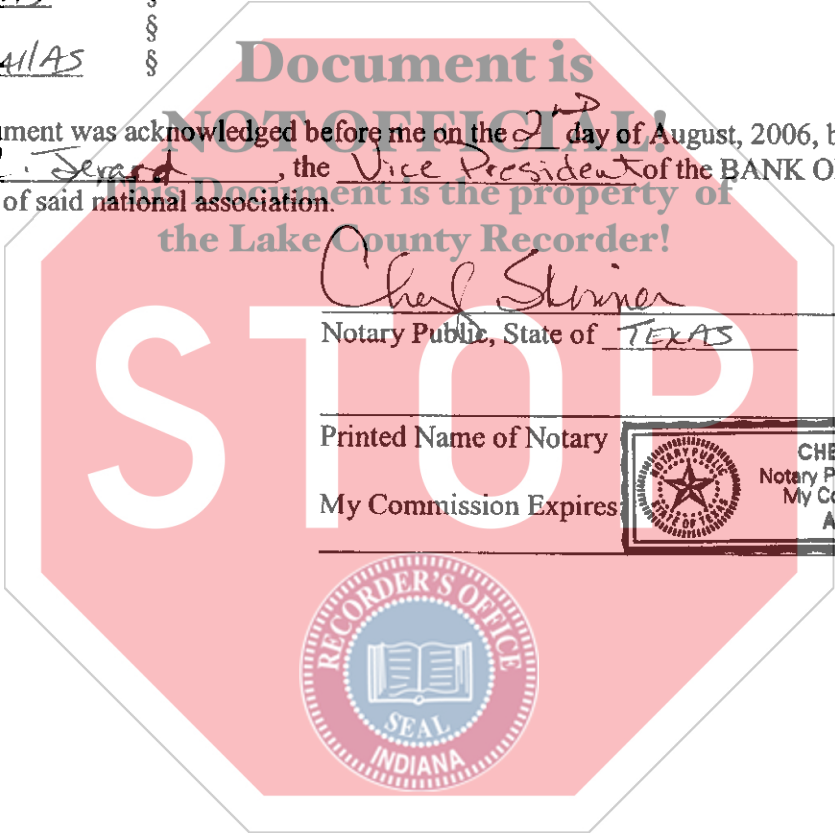 §
§
§
Document is
NOT OFFICIAL!
This Document is the property of
the Lake County Recorder!
ment was acknowledged before me on the 2nd day of August, 2006, b
. Jerard, the Vice President of the BANK O
of said national association.
Notary Public, State of TEXAS
STOP
Printed Name of Notary
My Commission Expires
NOTARY PUBLIC
STATE OF TEXAS
CHE
Notary P
My Co
A
RECORDER'S OFFICE
SEAL
INDIANA